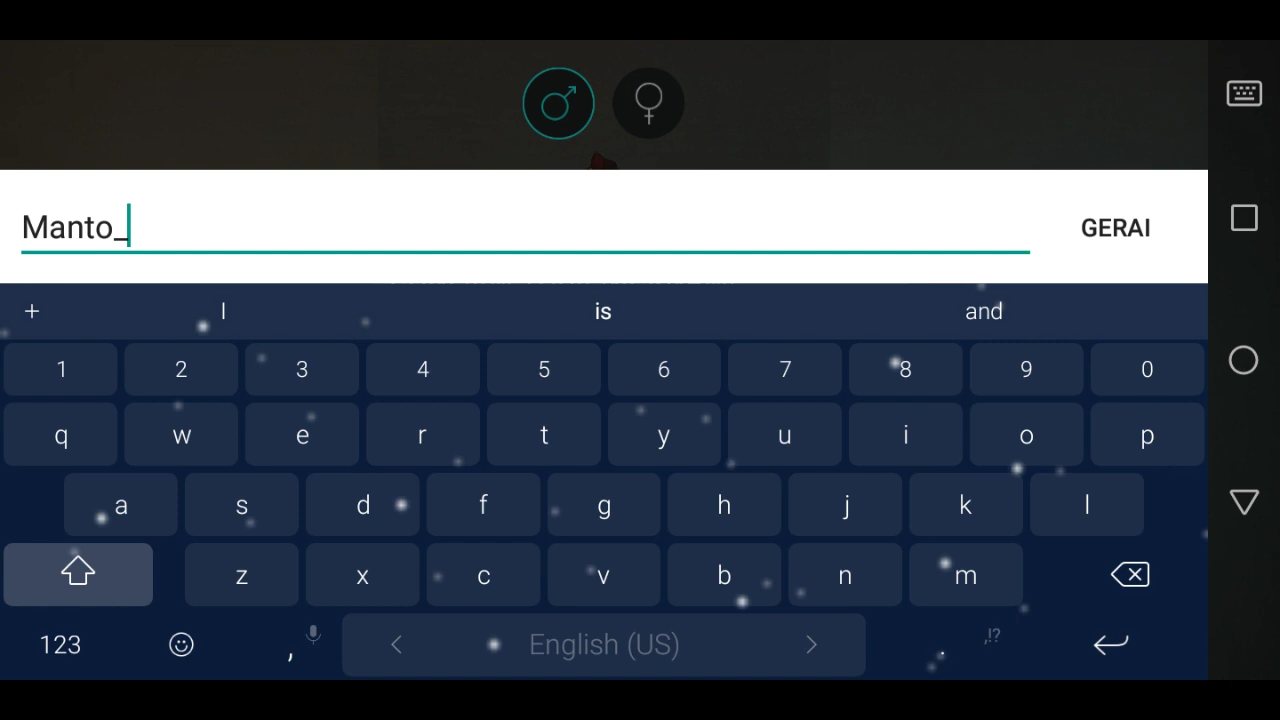 Manto_
GERAI
+ I is and
1 2 3 4 5 6 7 8 9 0
q w e r t y u i o p
a s d f g h j k l
z x c v b n m
123 , < English (US) > . ,!?